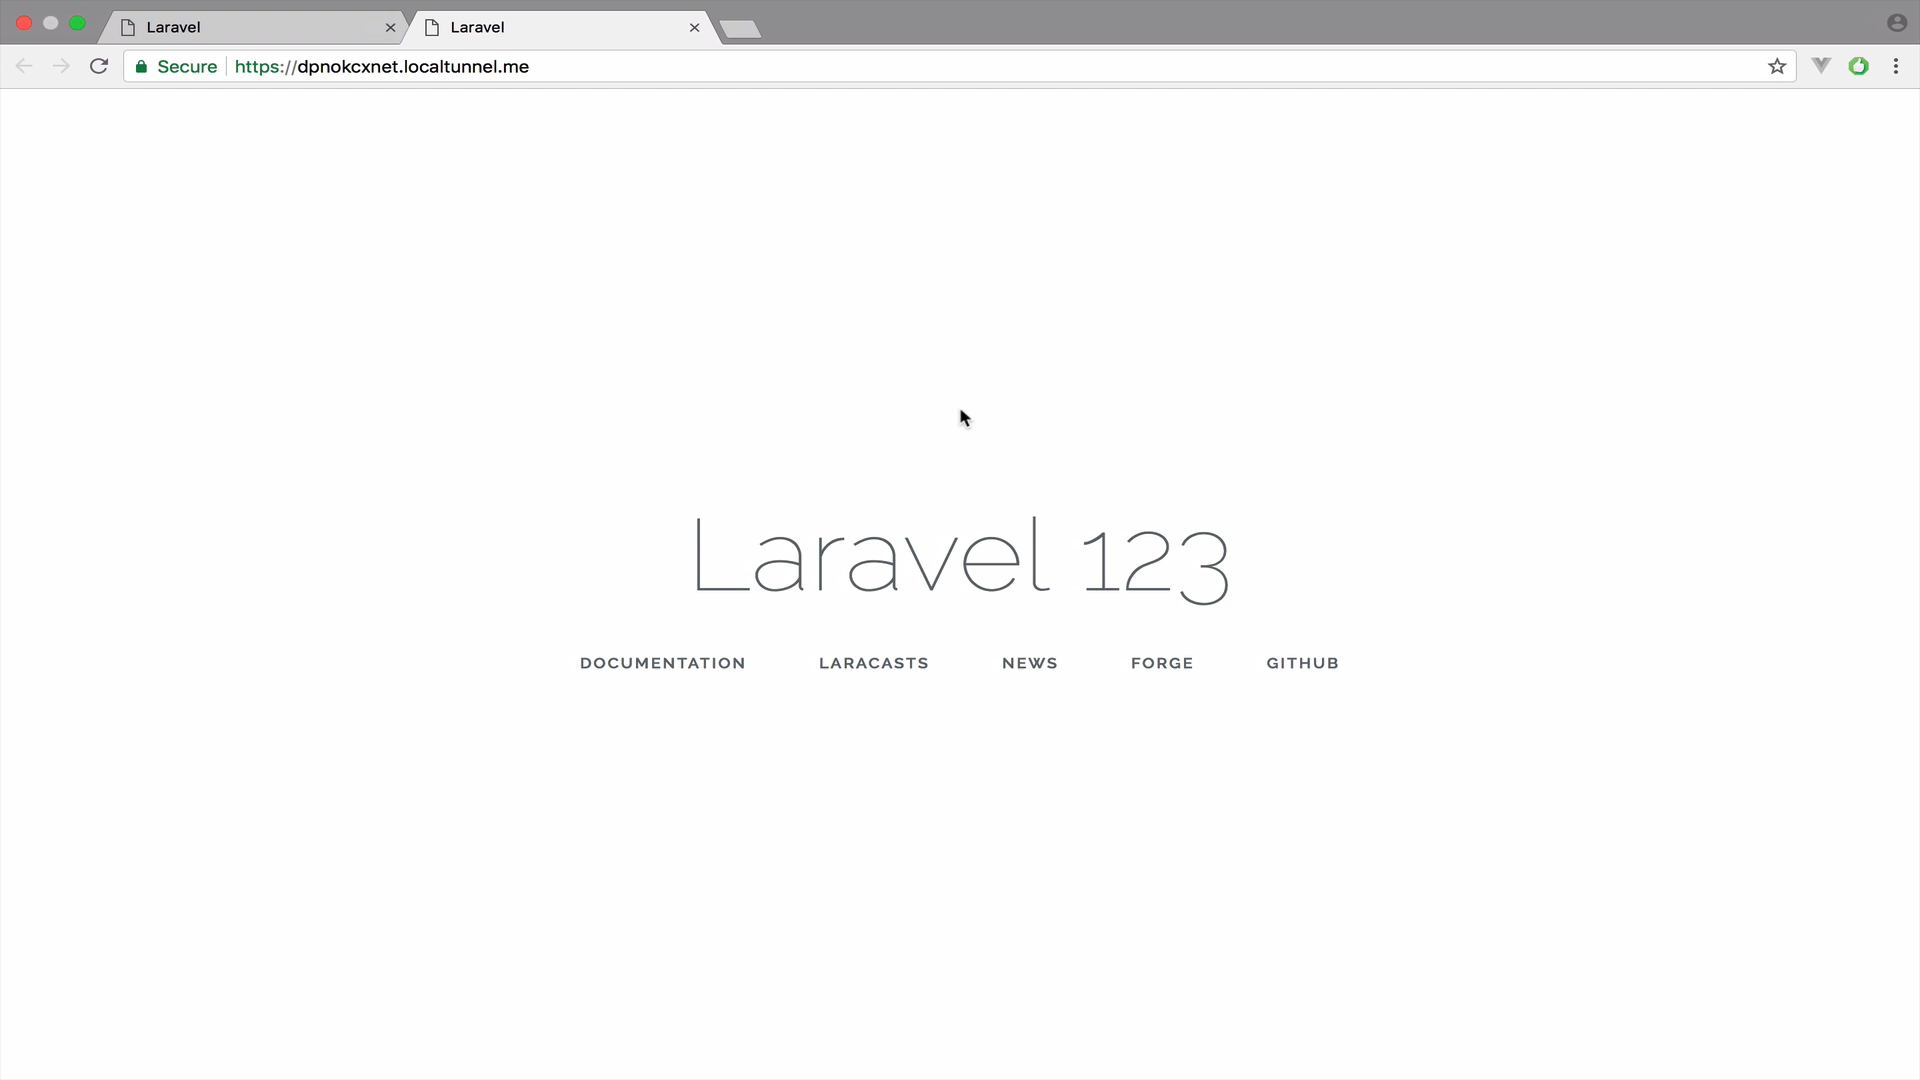 Laravel
Laravel
Secure https://dpnokcxnet.localtunnel.me
Laravel 123
DOCUMENTATION LARACASTS NEWS FORGE GITHUB